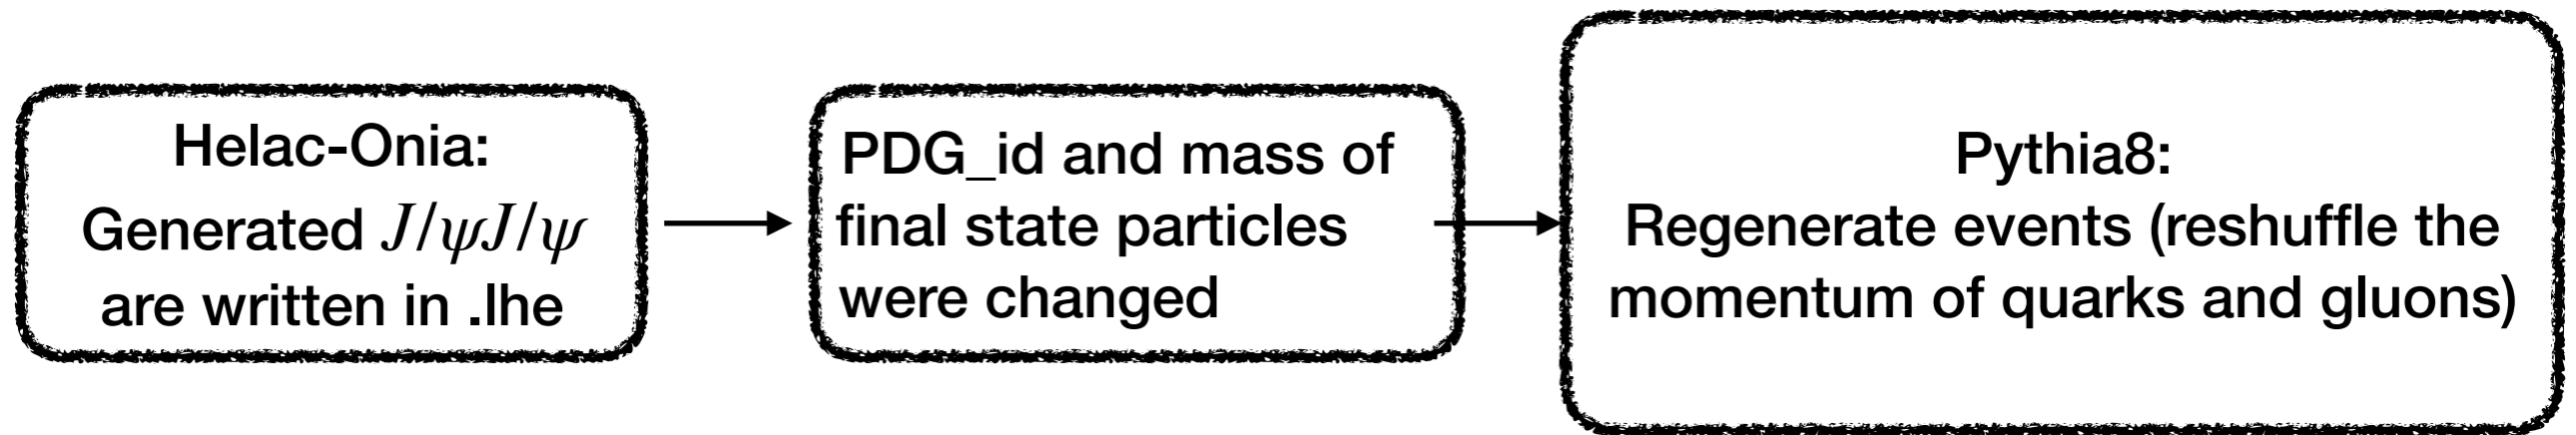 Helac-Onia:
Generated J/ψJ/ψ
are written in .lhe
PDG_id and mass of
final state particles
were changed
Pythia8:
Regenerate events (reshuffle the
momentum of quarks and gluons)